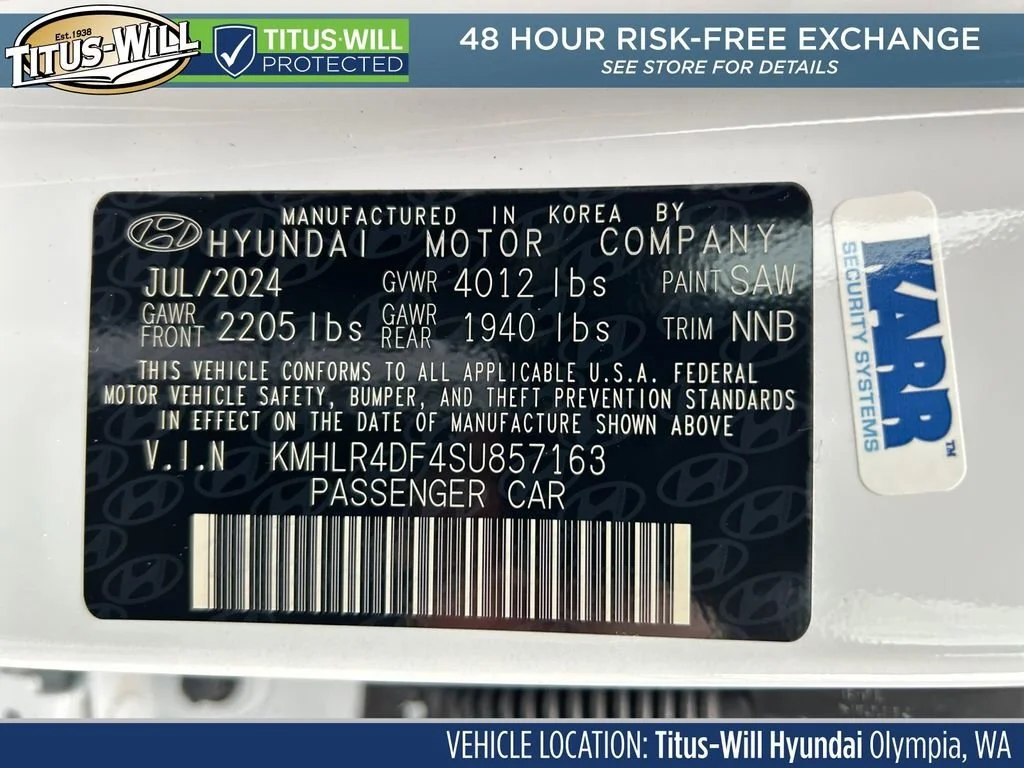 Est. 1938
TITUS-WILL
TITUS-WILL
PROTECTED
48 HOUR RISK-FREE EXCHANGE
SEE STORE FOR DETAILS
MANUFACTURED IN KOREA BY
HYUNDAI MOTOR COMPANY
JUL/2024 GVWR 4012 lbs PAINT SAW
GAWR FRONT 2205 lbs GAWR REAR 1940 lbs TRIM NNB
THIS VEHICLE CONFORMS TO ALL APPLICABLE U.S.A. FEDERAL
MOTOR VEHICLE SAFETY, BUMPER, AND THEFT PREVENTION STANDARDS
IN EFFECT ON THE DATE OF MANUFACTURE SHOWN ABOVE
V.I.N KMHLR4DF4SU857163
PASSENGER CAR
KARR™
SECURITY SYSTEMS
VEHICLE LOCATION: Titus-Will Hyundai Olympia, WA